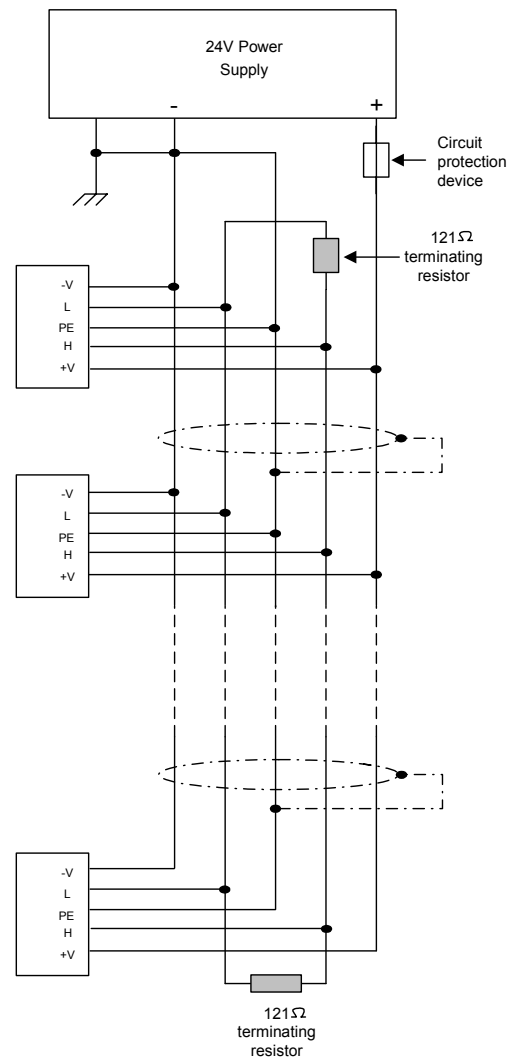 24V Power
Supply
-
+
Circuit
protection
device
121Ω
terminating
resistor
-V
L
PE
H
+V
-V
L
PE
H
+V
-V
L
PE
H
+V
121Ω
terminating
resistor